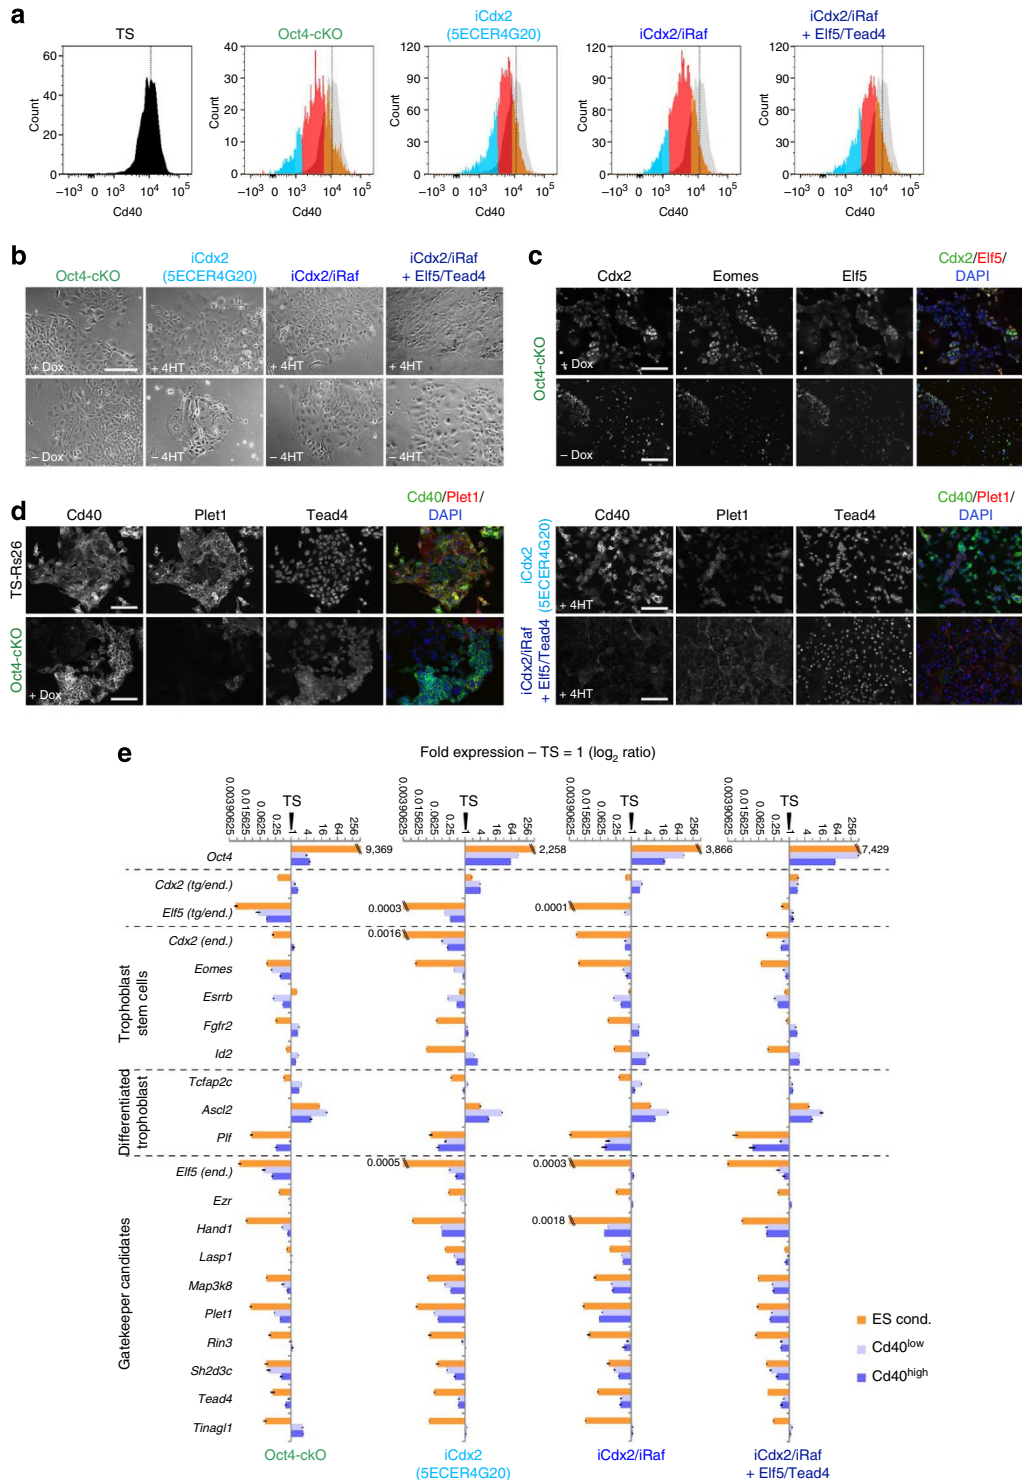 a
TS
Oct4-cKO
iCdx2
(5ECER4G20)
iCdx2/iRaf
iCdx2/iRaf
+ Elf5/Tead4
Count
60
40
20
0
−10³ 0 10³ 10⁴ 10⁵
Cd40
Count
40
30
20
10
0
−10³ 0 10³ 10⁴ 10⁵
Cd40
Count
120
90
60
30
0
−10³ 0 10³ 10⁴ 10⁵
Cd40
Count
120
90
60
30
0
−10³ 0 10³ 10⁴ 10⁵
Cd40
Count
120
90
60
30
0
−10³ 0 10³ 10⁴ 10⁵
Cd40
b
Oct4-cKO
iCdx2
(5ECER4G20)
iCdx2/iRaf
iCdx2/iRaf
+ Elf5/Tead4
+ Dox
+ 4HT
+ 4HT
+ 4HT
− Dox
− 4HT
− 4HT
− 4HT
c
Cdx2
Eomes
Elf5
Cdx2/Elf5/
DAPI
Oct4-cKO
+ Dox
− Dox
d
Cd40
Plet1
Tead4
Cd40/Plet1/
DAPI
TS-Rs26
Oct4-cKO
+ Dox
Cd40
Plet1
Tead4
Cd40/Plet1/
DAPI
iCdx2
(5ECER4G20)
+ 4HT
iCdx2/iRaf
+ Elf5/Tead4
+ 4HT
e
Fold expression – TS = 1 (log₂ ratio)
TS
TS
TS
TS
0.00390625 0.015625 0.0625 0.25 1 4 16 64 256
0.00390625 0.015625 0.0625 0.25 1 4 16 64 256
0.00390625 0.015625 0.0625 0.25 1 4 16 64 256
0.00390625 0.015625 0.0625 0.25 1 4 16 64 256
Oct4
9,369
2,258
3,866
7,429
Cdx2 (tg/end.)
Elf5 (tg/end.)
0.0003
0.0001
Trophoblast
stem cells
Cdx2 (end.)
0.0016
Eomes
Esrrb
Fgfr2
Id2
Differentiated
trophoblast
Tcfap2c
Ascl2
Plf
Gatekeeper candidates
Elf5 (end.)
0.0005
0.0003
Ezr
Hand1
0.0018
Lasp1
Map3k8
Plet1
Rin3
Sh2d3c
Tead4
Tinagl1
ES cond.
Cd40ˡᵒʷ
Cd40ʰⁱᵍʰ
Oct4-ckO
iCdx2
(5ECER4G20)
iCdx2/iRaf
iCdx2/iRaf
+ Elf5/Tead4